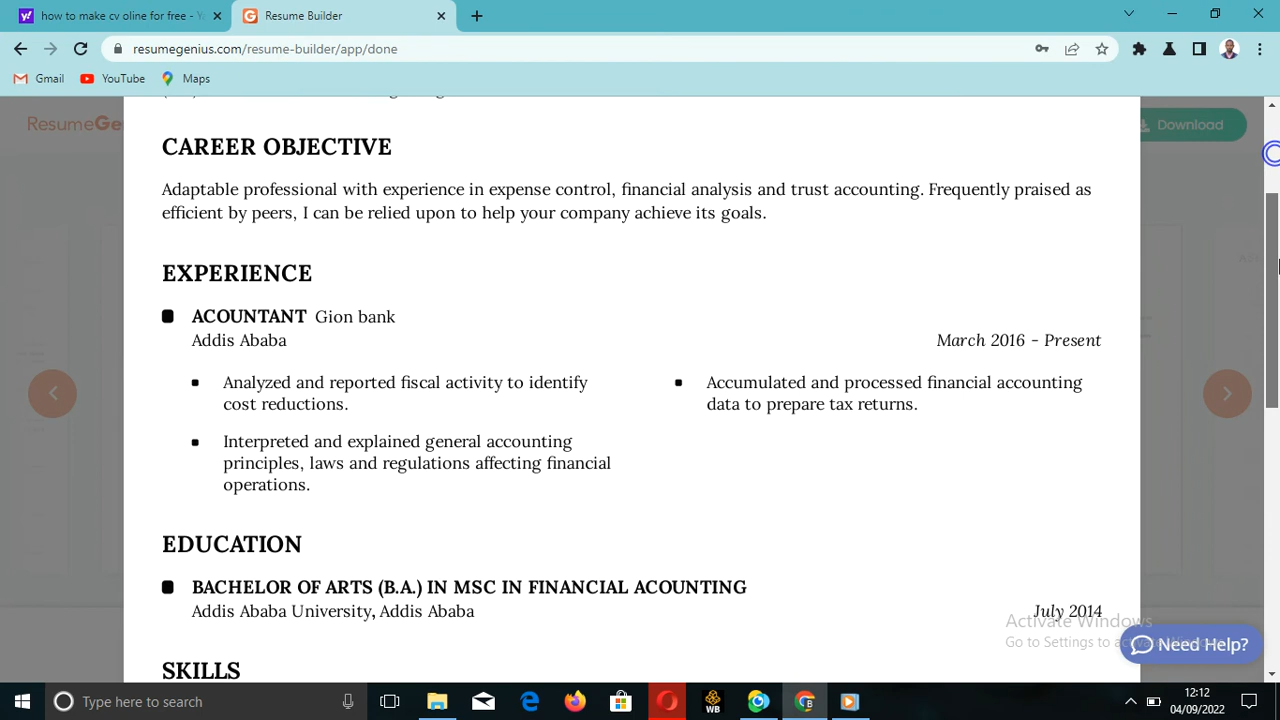 how to make cv oline for free - Y
Resume Builder
resumegenius.com/resume-builder/app/done
Gmail
YouTube
Maps
ResumeGe
Download
CAREER OBJECTIVE
Adaptable professional with experience in expense control, financial analysis and trust accounting. Frequently praised as
efficient by peers, I can be relied upon to help your company achieve its goals.
EXPERIENCE
ACOUNTANT Gion bank
Addis Ababa
March 2016 - Present
Analyzed and reported fiscal activity to identify
cost reductions.
Interpreted and explained general accounting
principles, laws and regulations affecting financial
operations.
Accumulated and processed financial accounting
data to prepare tax returns.
EDUCATION
BACHELOR OF ARTS (B.A.) IN MSC IN FINANCIAL ACOUNTING
Addis Ababa University, Addis Ababa
July 2014
SKILLS
Activate Windows
Go to Settings to
Need Help?
Type here to search
WB
12:12
04/09/2022